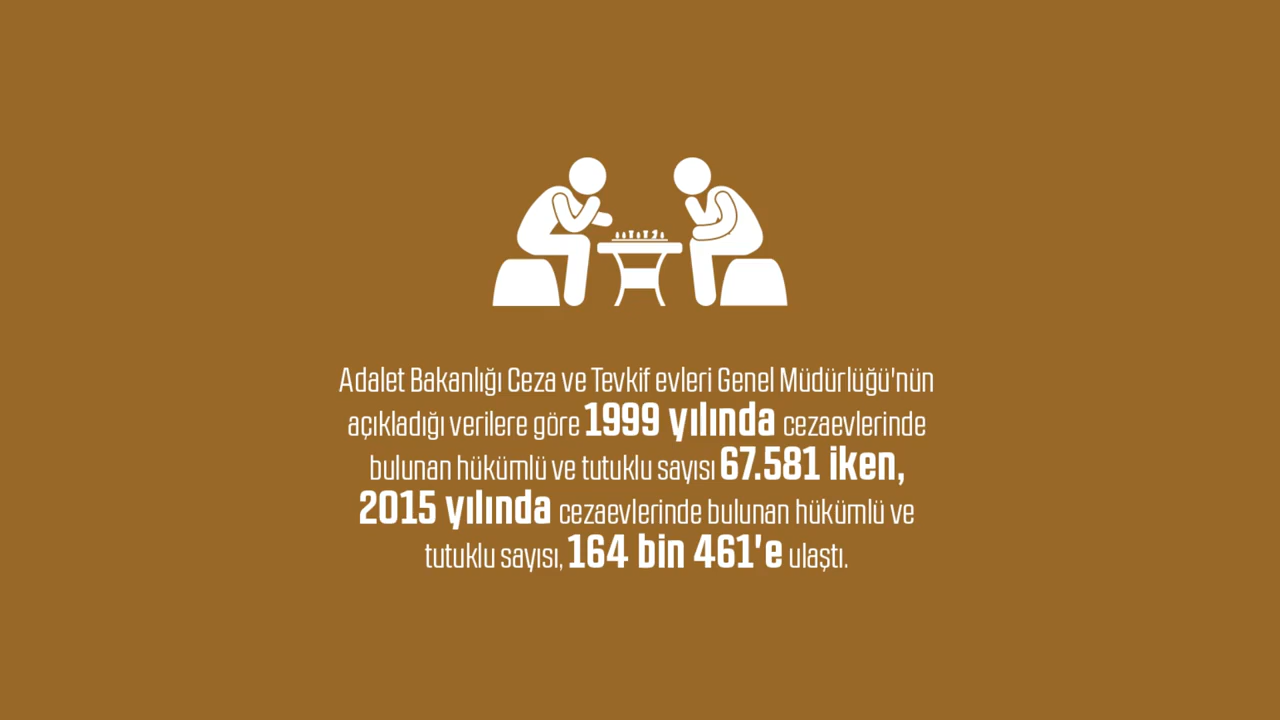 Adalet Bakanlığı Ceza ve Tevkif evleri Genel Müdürlüğü'nün
açıkladığı verilere göre 1999 yılında cezaevlerinde
bulunan hükümlü ve tutuklu sayısı 67.581 iken,
2015 yılında cezaevlerinde bulunan hükümlü ve
tutuklu sayısı, 164 bin 461'e ulaştı.